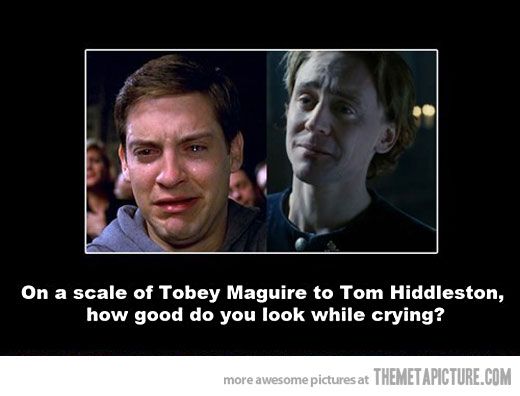 On a scale of Tobey Maguire to Tom Hiddleston,
how good do you look while crying?
more awesome pictures at THEMETAPICTURE.COM